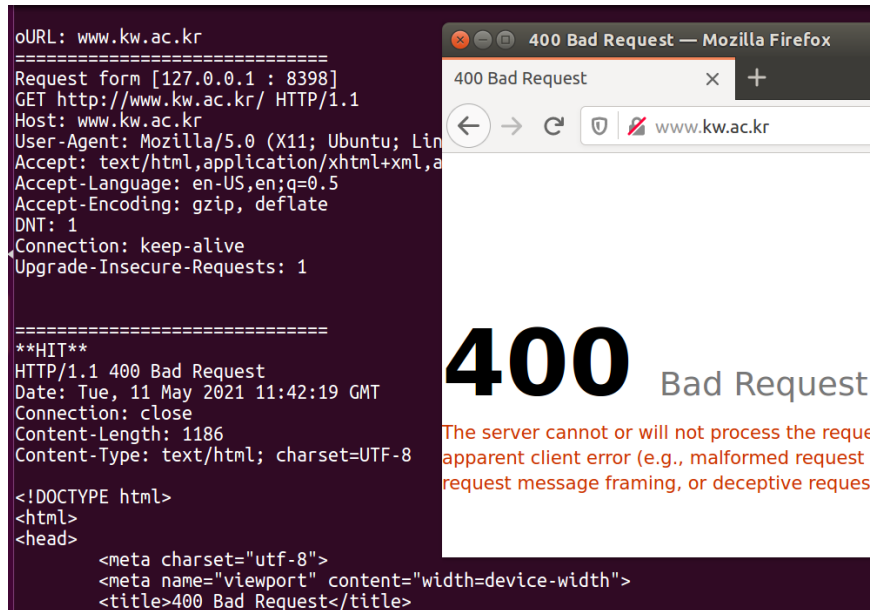 oURL: www.kw.ac.kr
==============================
Request form [127.0.0.1 : 8398]
GET http://www.kw.ac.kr/ HTTP/1.1
Host: www.kw.ac.kr
User-Agent: Mozilla/5.0 (X11; Ubuntu; Lin
Accept: text/html,application/xhtml+xml,a
Accept-Language: en-US,en;q=0.5
Accept-Encoding: gzip, deflate
DNT: 1
Connection: keep-alive
Upgrade-Insecure-Requests: 1
==============================
**HIT**
HTTP/1.1 400 Bad Request
Date: Tue, 11 May 2021 11:42:19 GMT
Connection: close
Content-Length: 1186
Content-Type: text/html; charset=UTF-8
<!DOCTYPE html>
<html>
<head>
<meta charset="utf-8">
<meta name="viewport" content="width=device-width">
<title>400 Bad Request</title>
400 Bad Request — Mozilla Firefox
400 Bad Request
www.kw.ac.kr
400 Bad Request
The server cannot or will not process the reque
apparent client error (e.g., malformed request
request message framing, or deceptive reques